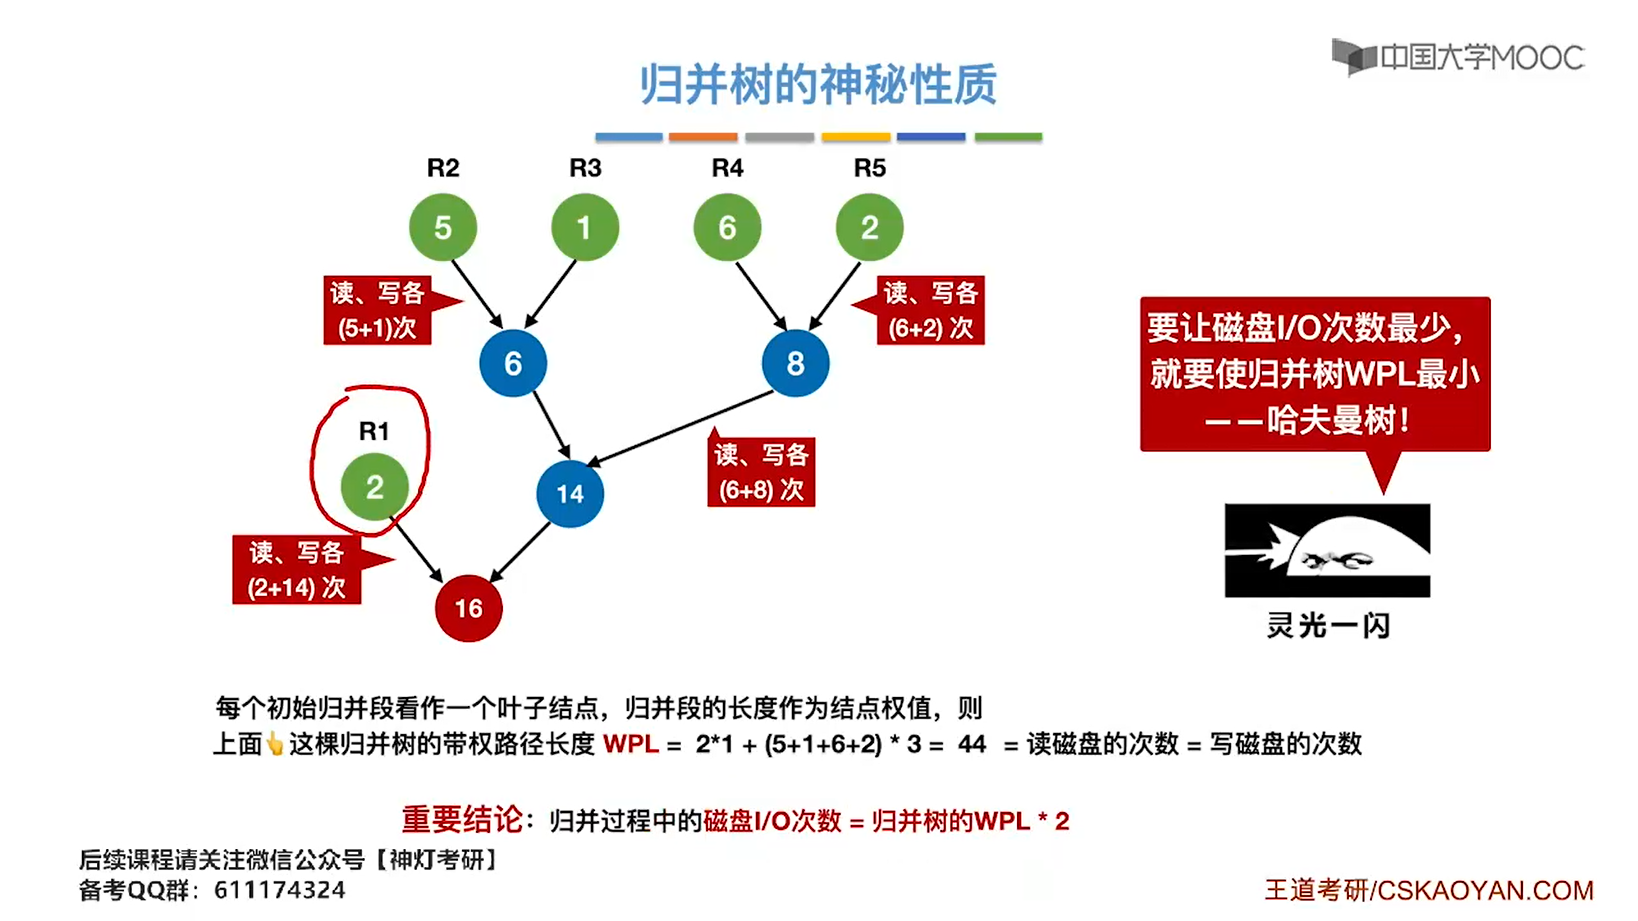 中国大学MOOC
归并树的神秘性质
R2
R3
R4
R5
5
1
6
2
读、写各
(5+1)次
读、写各
(6+2) 次
6
8
要让磁盘I/O次数最少，
就要使归并树WPL最小
——哈夫曼树！
R1
2
14
读、写各
(6+8) 次
读、写各
(2+14) 次
16
灵光一闪
每个初始归并段看作一个叶子结点，归并段的长度作为结点权值，则
上面👆这棵归并树的带权路径长度 WPL = 2*1 + (5+1+6+2) * 3 = 44 = 读磁盘的次数 = 写磁盘的次数
重要结论：归并过程中的磁盘I/O次数 = 归并树的WPL * 2
后续课程请关注微信公众号【神灯考研】
备考QQ群：611174324
王道考研/CSKAOYAN.COM